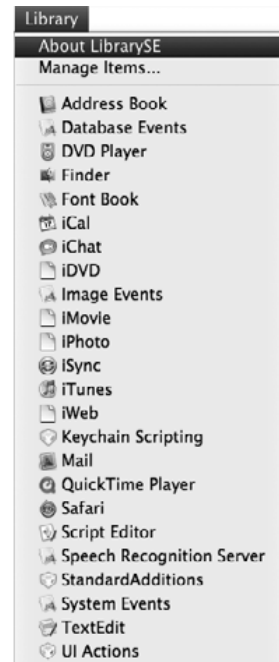 Library
About LibrarySE
Manage Items...
Address Book
Database Events
DVD Player
Finder
Font Book
iCal
iChat
iDVD
Image Events
iMovie
iPhoto
iSync
iTunes
iWeb
Keychain Scripting
Mail
QuickTime Player
Safari
Script Editor
Speech Recognition Server
StandardAdditions
System Events
TextEdit
UI Actions